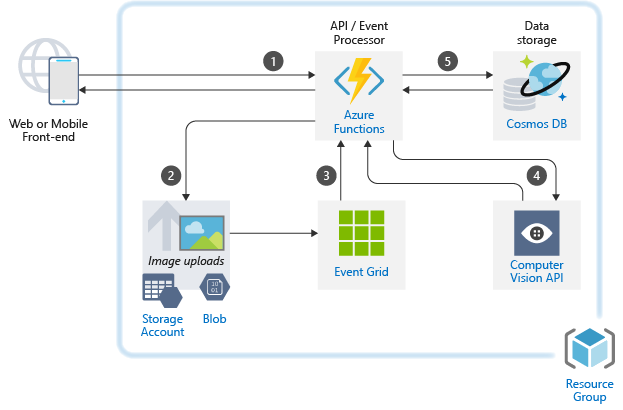 API / Event
Processor
Data
storage
1
5
Web or Mobile
Front-end
Azure
Functions
Cosmos DB
2
3
4
Image uploads
10
01
Storage
Account
Blob
Event Grid
Computer
Vision API
Resource
Group